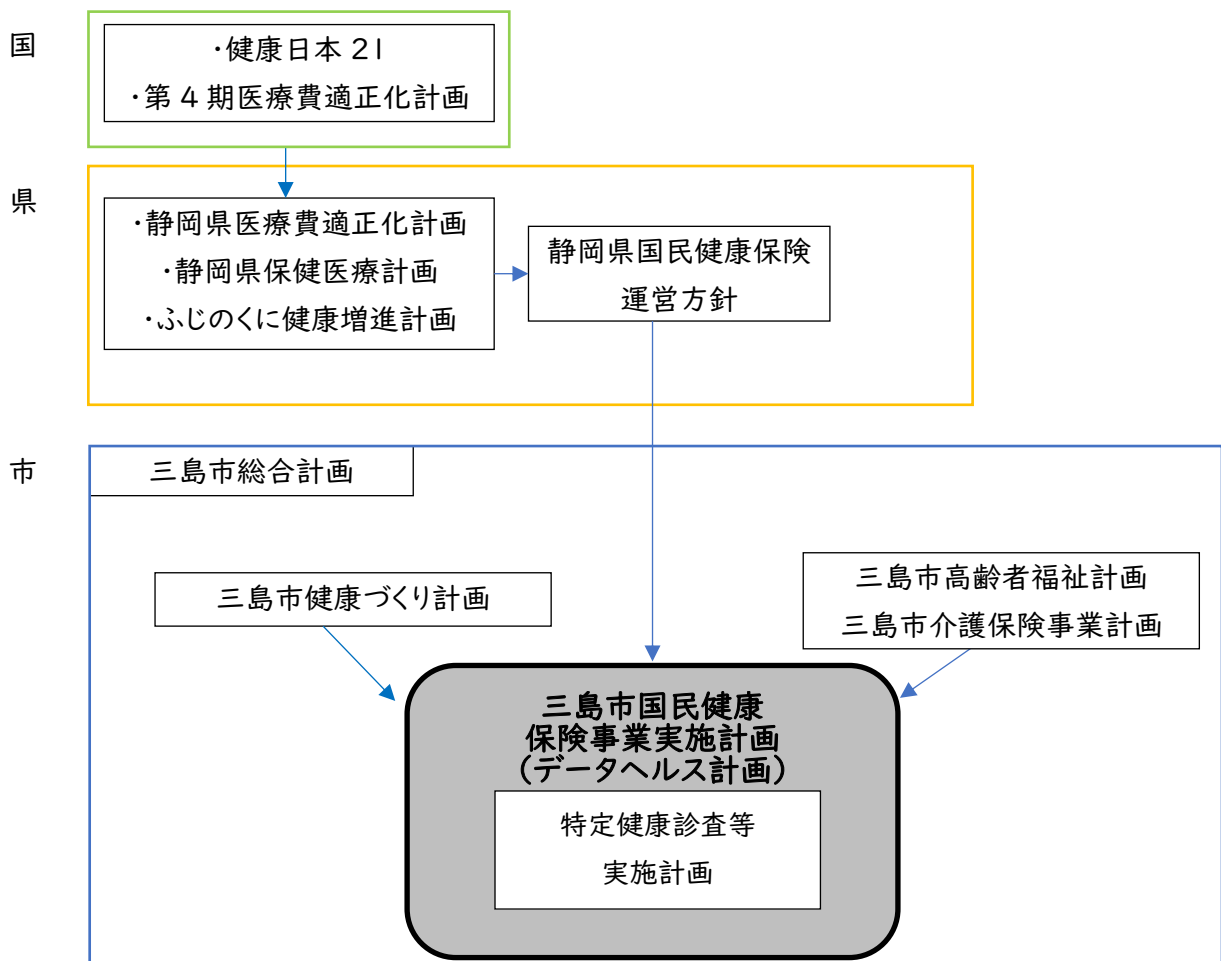 国
・健康日本21
・第4期医療費適正化計画
県
・静岡県医療費適正化計画
・静岡県保健医療計画
・ふじのくに健康増進計画
静岡県国民健康保険
運営方針
市
三島市総合計画
三島市健康づくり計画
三島市高齢者福祉計画
三島市介護保険事業計画
三島市国民健康
保険事業実施計画
(データヘルス計画)
特定健康診査等
実施計画